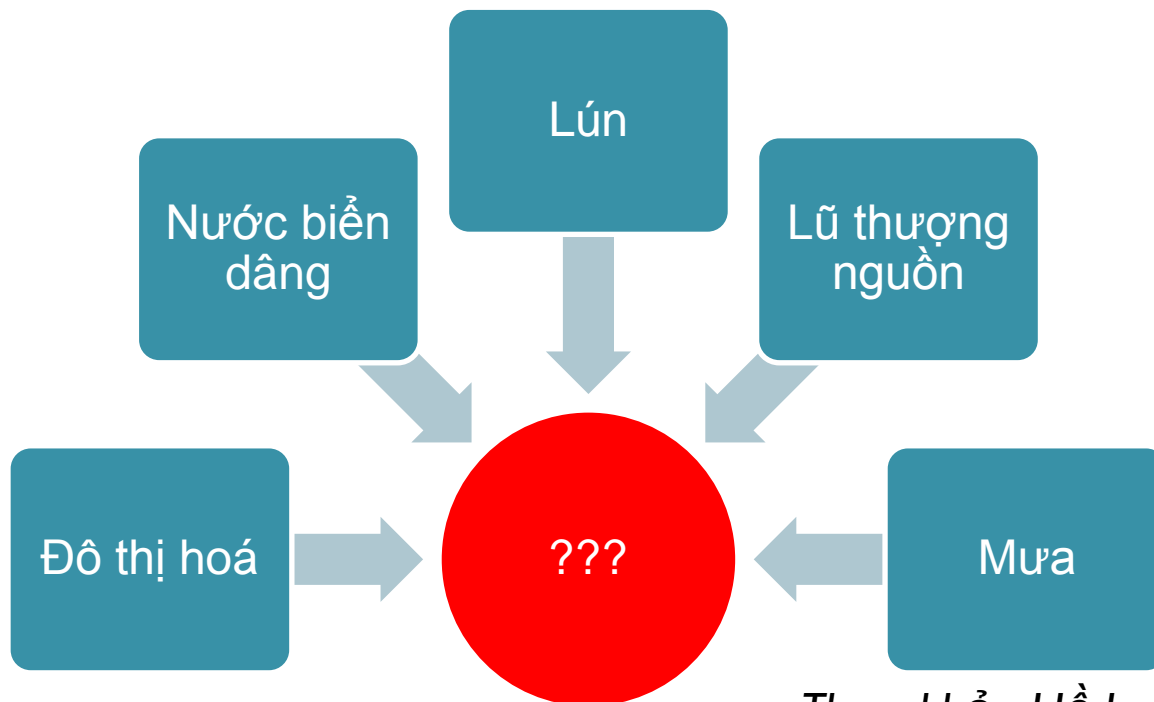 Lún
Nước biển
dâng
Lũ thượng
nguồn
Đô thị hoá
???
Mưa